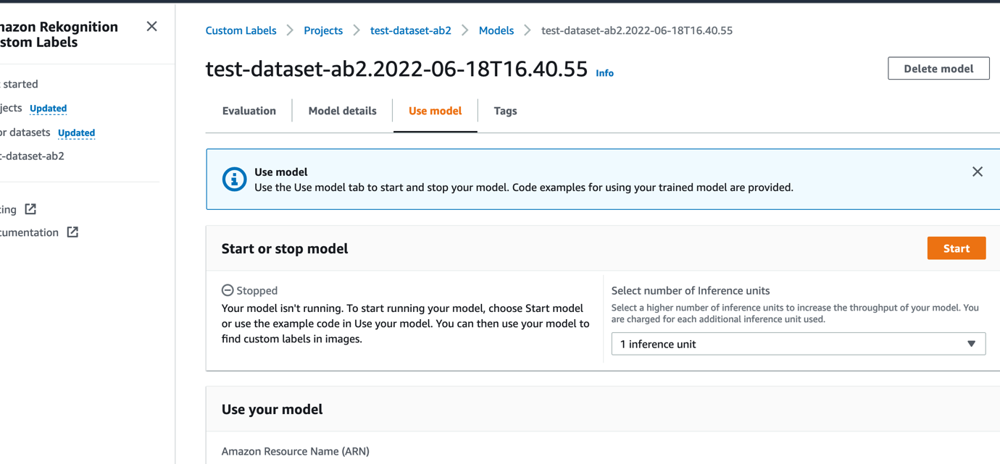 nazon Rekognition
stom Labels
t started
jects Updated
or datasets Updated
t-dataset-ab2
ting
cumentation
Custom Labels > Projects > test-dataset-ab2 > Models > test-dataset-ab2.2022-06-18T16.40.55
test-dataset-ab2.2022-06-18T16.40.55 Info
Delete model
Evaluation Model details Use model Tags
Use model
Use the Use model tab to start and stop your model. Code examples for using your trained model are provided.
Start or stop model
Start
Stopped
Your model isn't running. To start running your model, choose Start model
or use the example code in Use your model. You can then use your model to
find custom labels in images.
Select number of Inference units
Select a higher number of inference units to increase the throughput of your model. You
are charged for each additional inference unit used.
1 inference unit
Use your model
Amazon Resource Name (ARN)